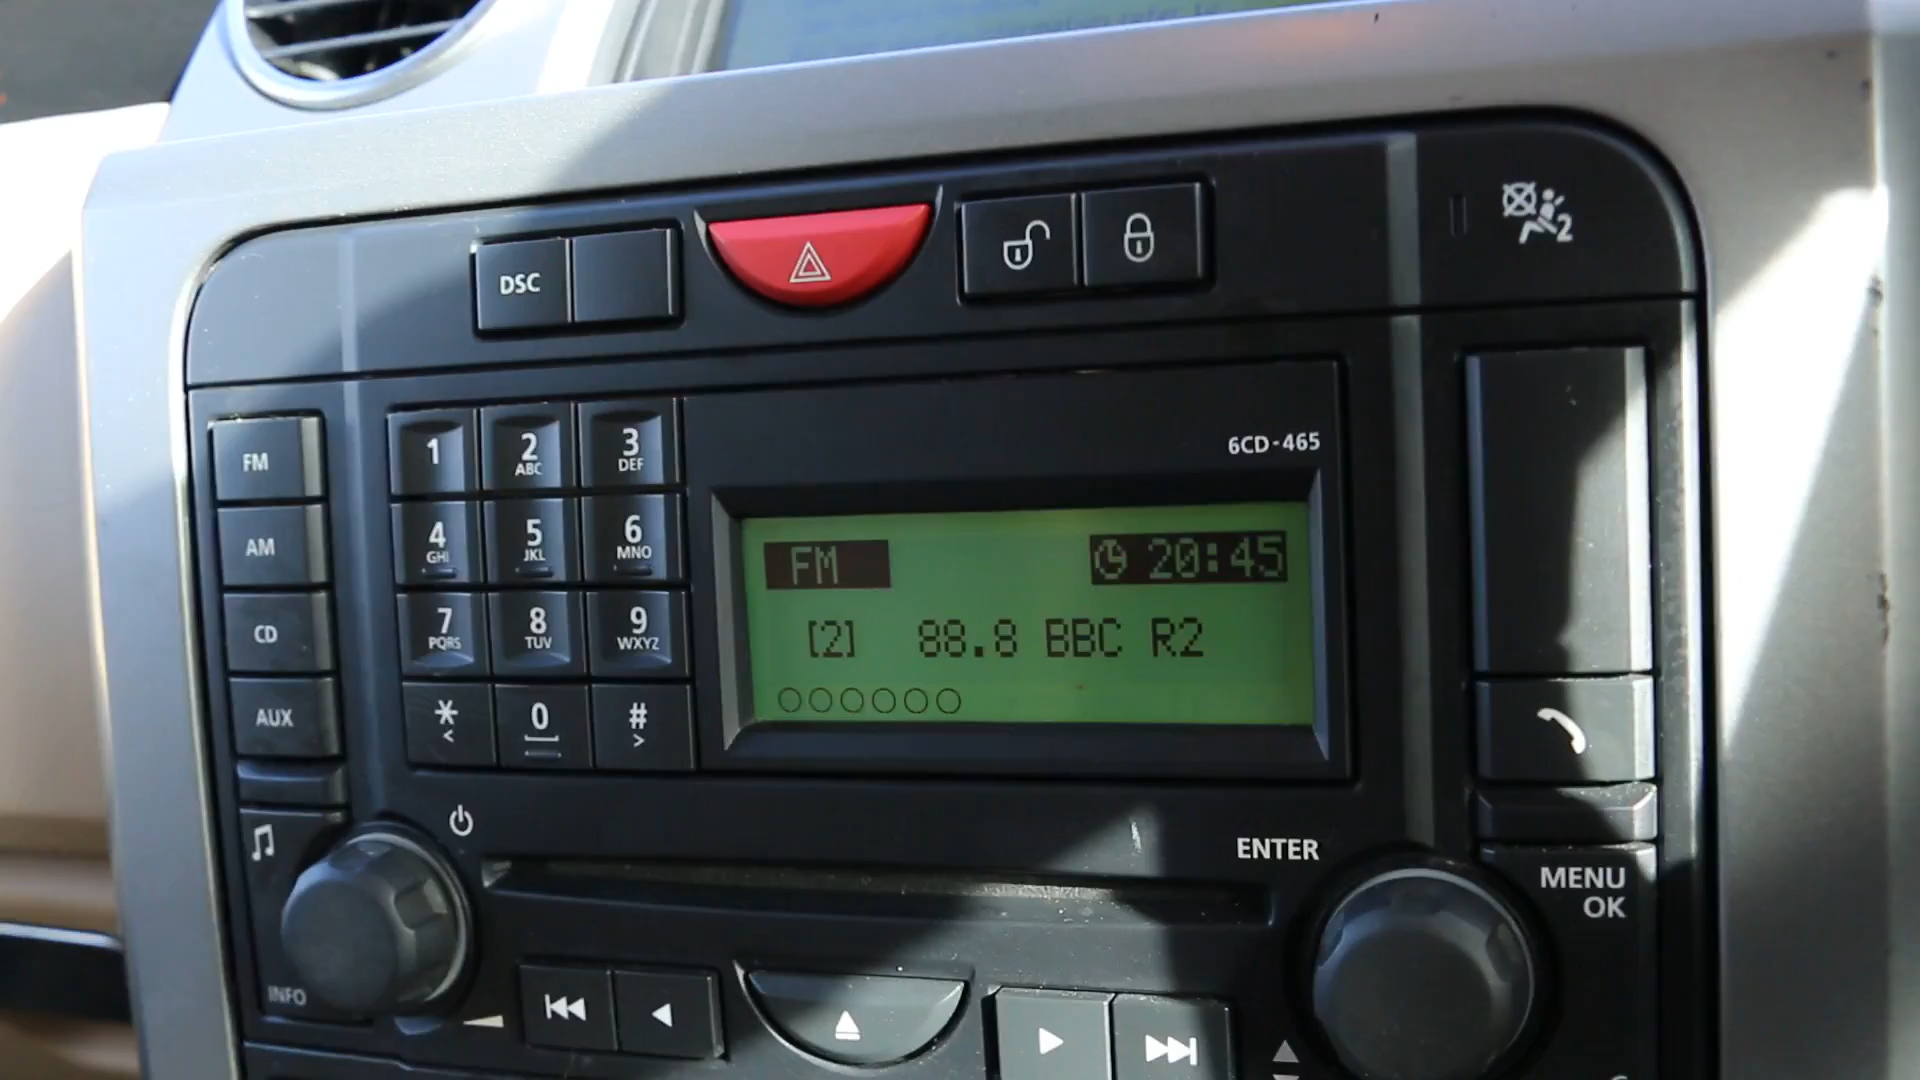 DSC
2
6CD-465
FM
1
2 ABC
3 DEF
AM
4 GHI
5 JKL
6 MNO
CD
7 PQRS
8 TUV
9 WXYZ
AUX
* <
0
# >
FM 20:45
[2] 88.8 BBC R2
ENTER
MENU
OK
INFO